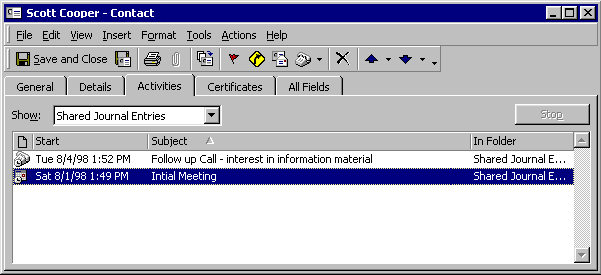 Scott Cooper - Contact
File Edit View Insert Format Tools Actions Help
Save and Close
General Details Activities Certificates All Fields
Show: Shared Journal Entries Stop
Start Subject In Folder
Tue 8/4/98 1:52 PM Follow up Call - interest in information material Shared Journal E...
Sat 8/1/98 1:49 PM Intial Meeting Shared Journal E...